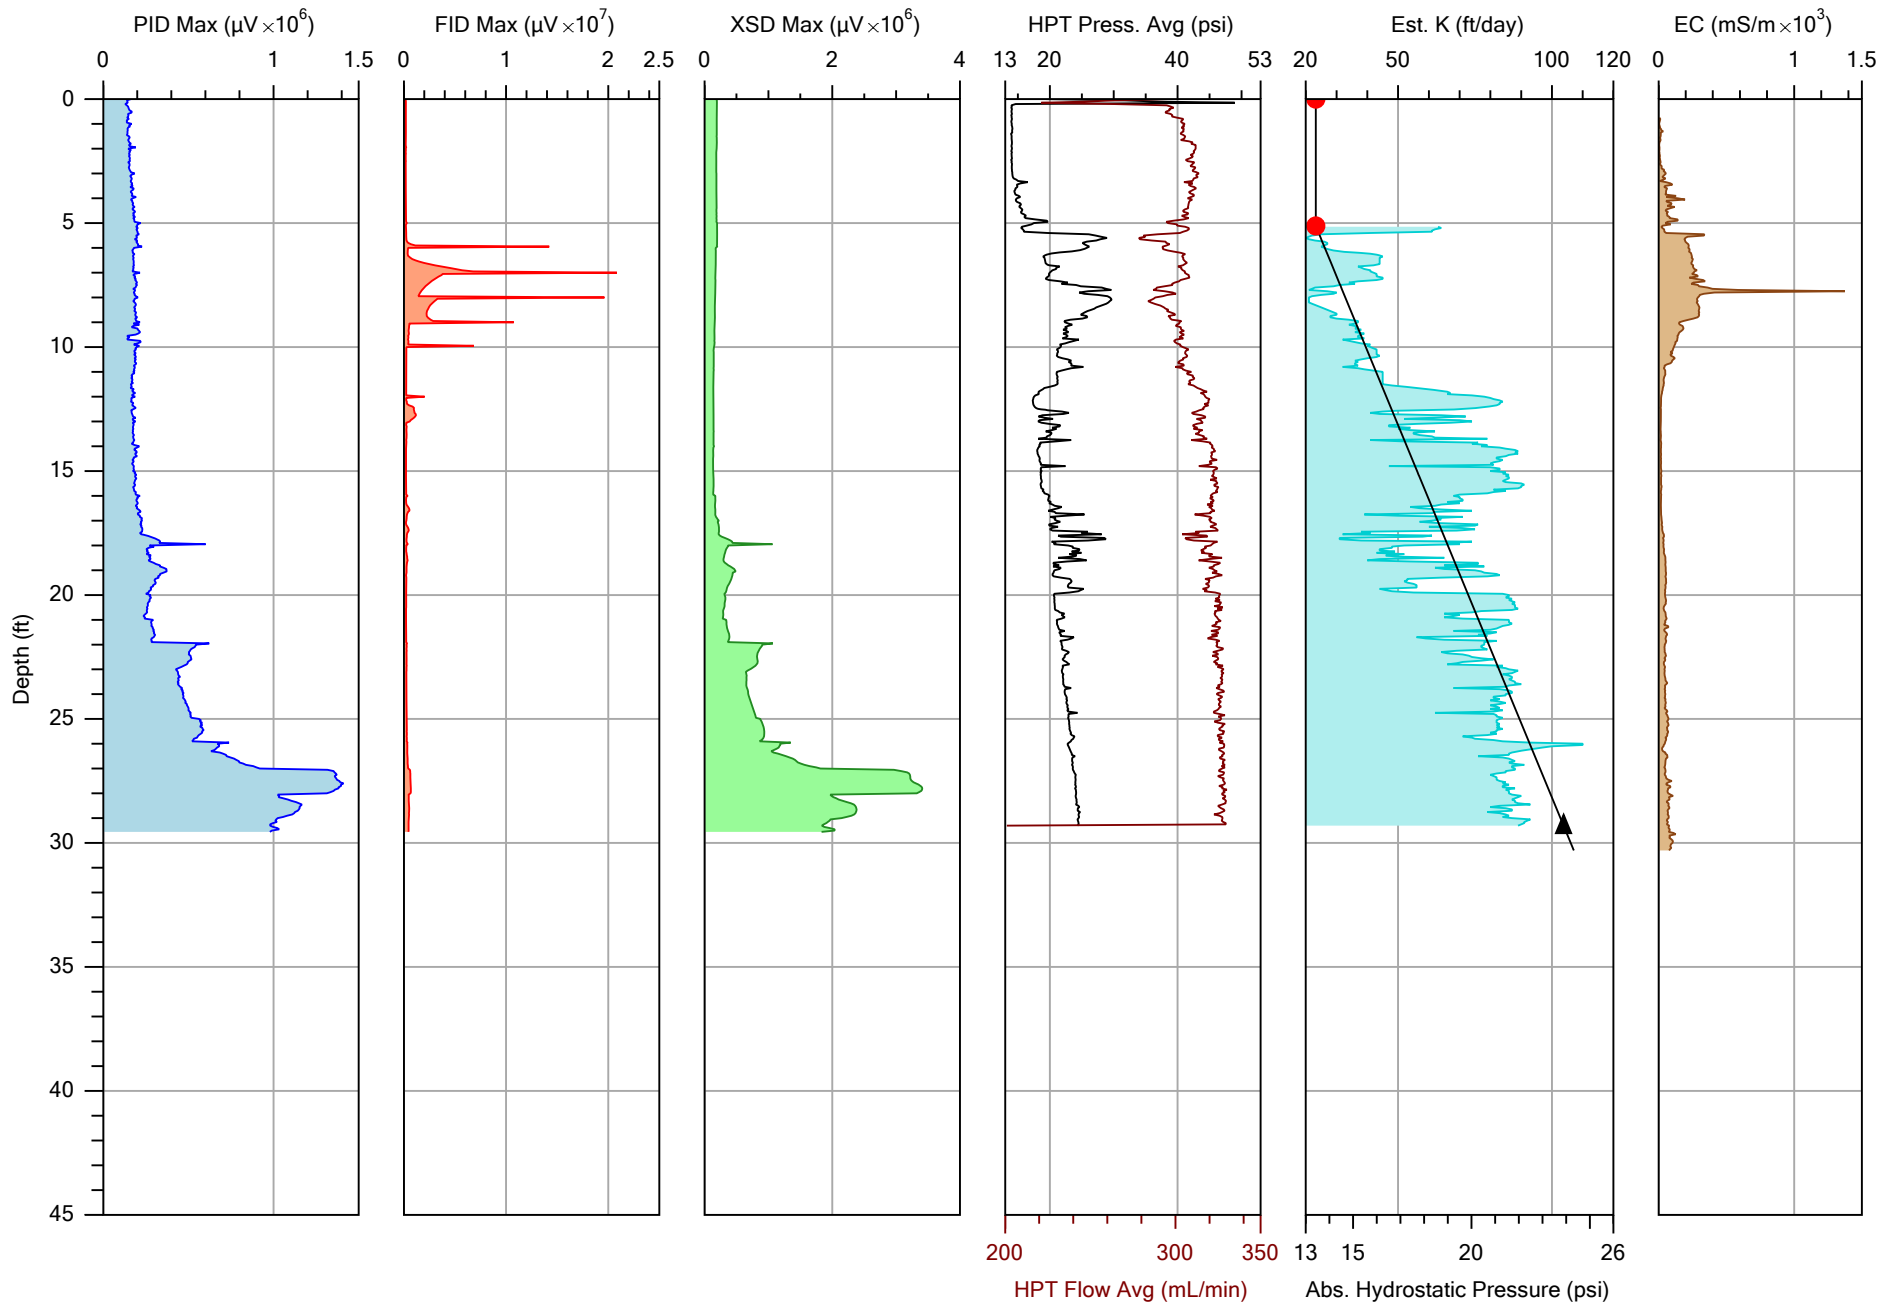 PID Max (µV ×10⁶) FID Max (µV ×10⁷) XSD Max (µV ×10⁶) HPT Press. Avg (psi) Est. K (ft/day) EC (mS/m ×10³)
0 1 1.5 0 1 2 2.5 0 2 4 13 20 40 53 20 50 100 120 0 1 1.5
0
5
10
15
20
Depth (ft)
25
30
35
40
45
200 300 350 13 15 20 26
HPT Flow Avg (mL/min) Abs. Hydrostatic Pressure (psi)